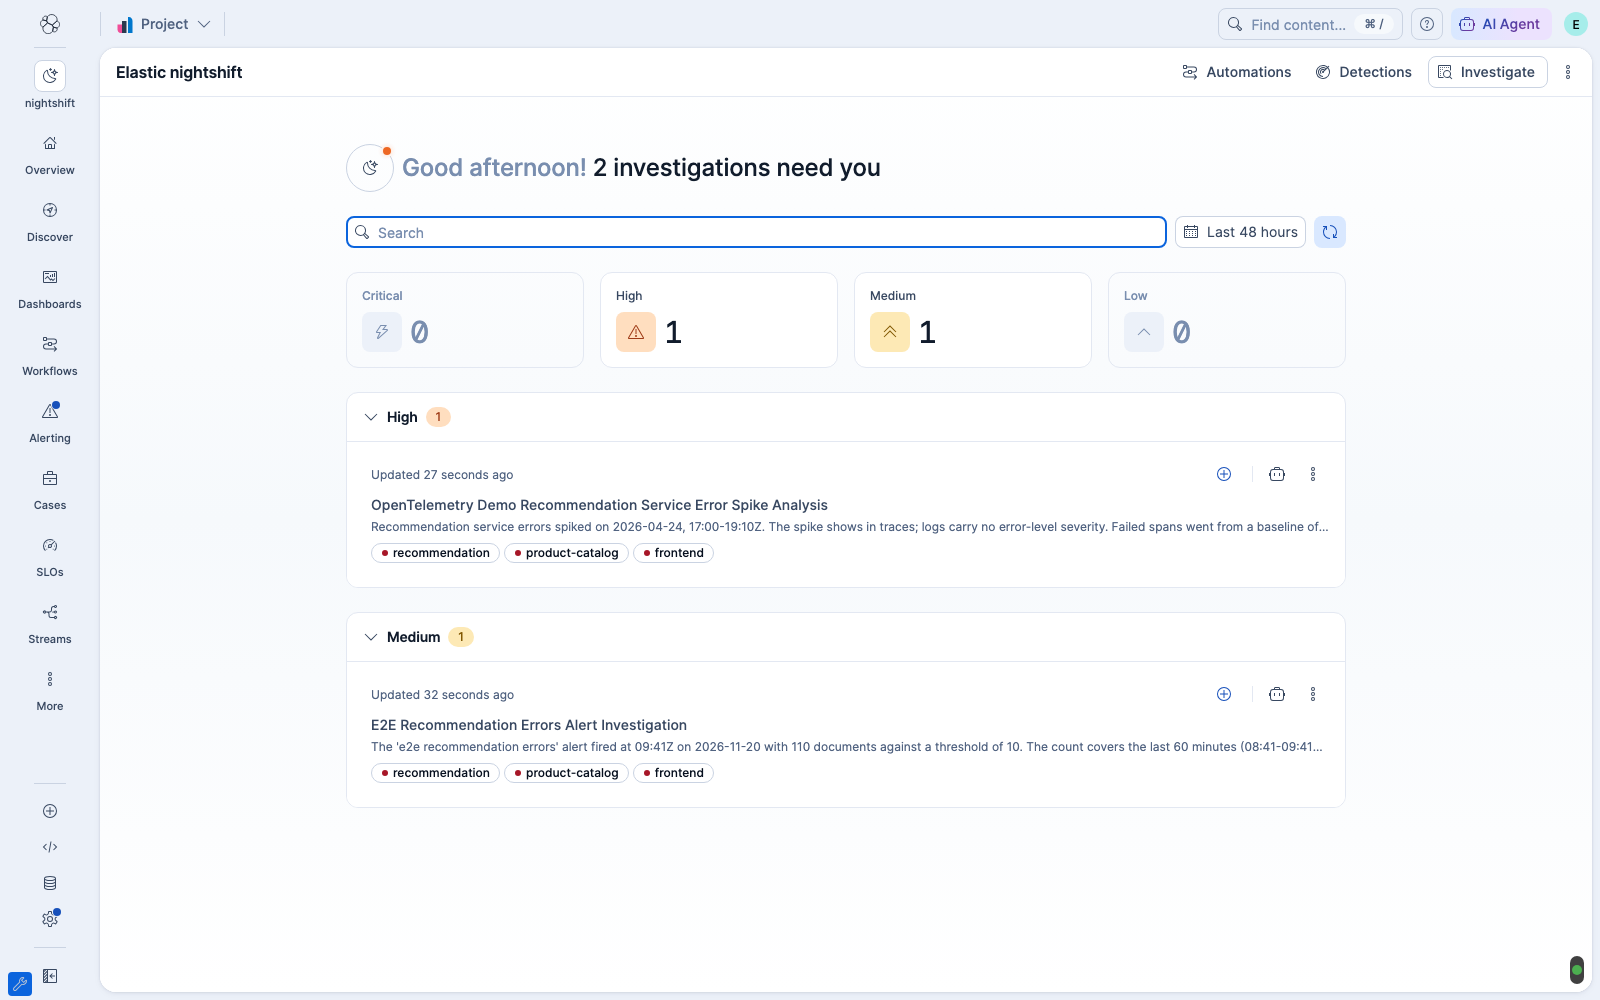 Project
Find content... ⌘ /
AI Agent
E
Elastic nightshift
Automations
Detections
Investigate
nightshift
Overview
Discover
Dashboards
Workflows
Alerting
Cases
SLOs
Streams
More
Good afternoon! 2 investigations need you
Search
Last 48 hours
Critical
0
High
1
Medium
1
Low
0
High 1
Updated 27 seconds ago
OpenTelemetry Demo Recommendation Service Error Spike Analysis
Recommendation service errors spiked on 2026-04-24, 17:00-19:10Z. The spike shows in traces; logs carry no error-level severity. Failed spans went from a baseline of...
recommendation product-catalog frontend
Medium 1
Updated 32 seconds ago
E2E Recommendation Errors Alert Investigation
The 'e2e recommendation errors' alert fired at 09:41Z on 2026-11-20 with 110 documents against a threshold of 10. The count covers the last 60 minutes (08:41-09:41...
recommendation product-catalog frontend